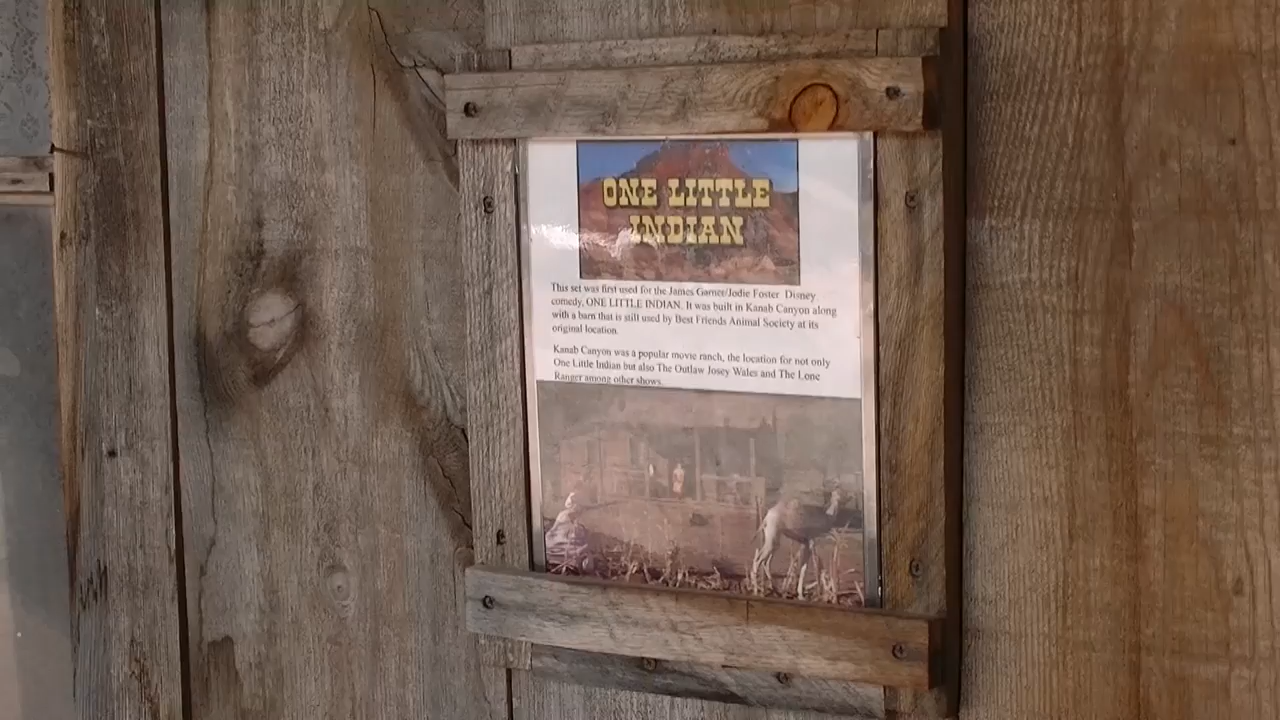 ONE LITTLE
INDIAN
This set was first used for the James Garner/Jodie Foster Disney
comedy, ONE LITTLE INDIAN. It was built in Kanab Canyon along
with a barn that is still used by Best Friends Animal Society at its
original location.
Kanab Canyon was a popular movie ranch, the location for not only
One Little Indian but also The Outlaw Josey Wales and The Lone
Ranger among other shows.